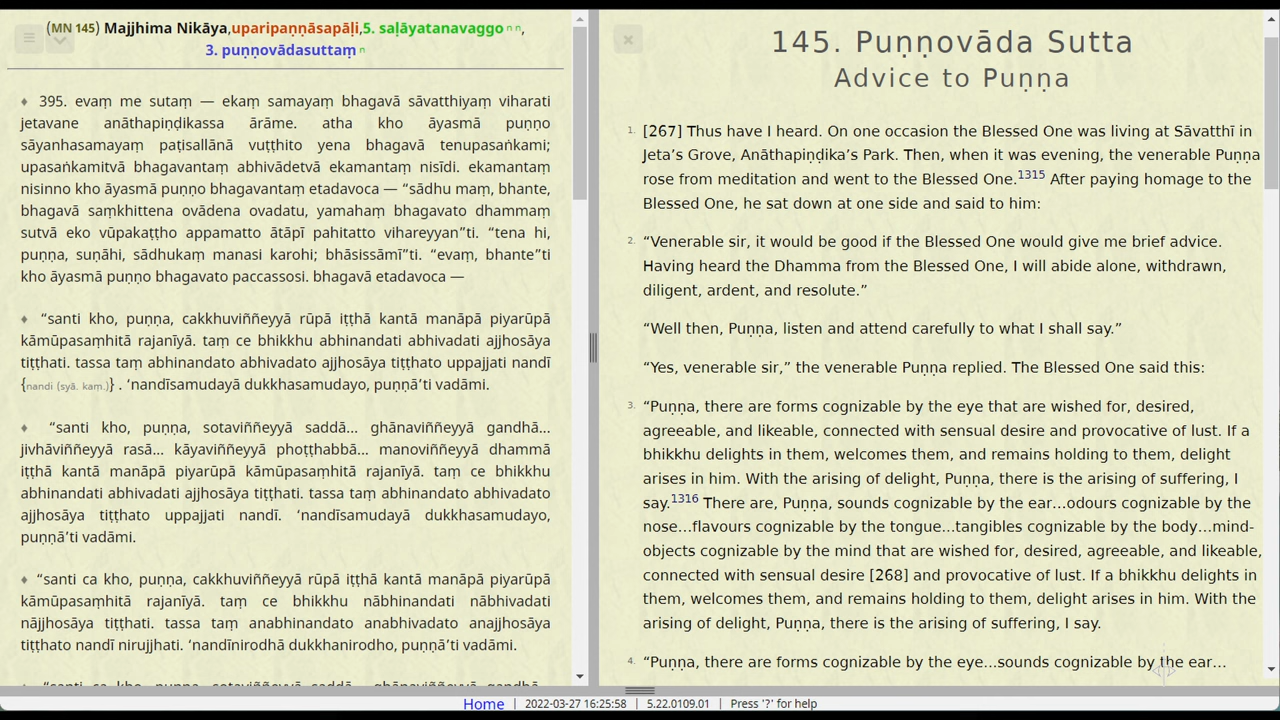 (MN 145) Majjhima Nikāya,uparipaṇṇāsapāḷi,5. saḷāyatanavaggo n n,
3. puṇṇovādasuttaṃ n
♦ 395. evaṃ me sutaṃ — ekaṃ samayaṃ bhagavā sāvatthiyaṃ viharati
jetavane anāthapiṇḍikassa ārāme. atha kho āyasmā puṇṇo
sāyanhasamayaṃ paṭisallānā vuṭṭhito yena bhagavā tenupasaṅkami;
upasaṅkamitvā bhagavantaṃ abhivādetvā ekamantaṃ nisīdi. ekamantaṃ
nisinno kho āyasmā puṇṇo bhagavantaṃ etadavoca — “sādhu maṃ, bhante,
bhagavā saṃkhittena ovādena ovadatu, yamahaṃ bhagavato dhammaṃ
sutvā eko vūpakaṭṭho appamatto ātāpī pahitatto vihareyyan”ti. “tena hi,
puṇṇa, suṇāhi, sādhukaṃ manasi karohi; bhāsissāmī”ti. “evaṃ, bhante”ti
kho āyasmā puṇṇo bhagavato paccassosi. bhagavā etadavoca —
♦ “santi kho, puṇṇa, cakkhuviññeyyā rūpā iṭṭhā kantā manāpā piyarūpā
kāmūpasaṃhitā rajanīyā. taṃ ce bhikkhu abhinandati abhivadati ajjhosāya
tiṭṭhati. tassa taṃ abhinandato abhivadato ajjhosāya tiṭṭhato uppajjati nandī
{nandi (syā. kaṃ.)} . ‘nandīsamudayā dukkhasamudayo, puṇṇā’ti vadāmi.
♦ “santi kho, puṇṇa, sotaviññeyyā saddā... ghānaviññeyyā gandhā...
jivhāviññeyyā rasā... kāyaviññeyyā phoṭṭhabbā... manoviññeyyā dhammā
iṭṭhā kantā manāpā piyarūpā kāmūpasaṃhitā rajanīyā. taṃ ce bhikkhu
abhinandati abhivadati ajjhosāya tiṭṭhati. tassa taṃ abhinandato abhivadato
ajjhosāya tiṭṭhato uppajjati nandī. ‘nandīsamudayā dukkhasamudayo,
puṇṇā’ti vadāmi.
♦ “santi ca kho, puṇṇa, cakkhuviññeyyā rūpā iṭṭhā kantā manāpā piyarūpā
kāmūpasaṃhitā rajanīyā. taṃ ce bhikkhu nābhinandati nābhivadati
nājjhosāya tiṭṭhati. tassa taṃ anabhinandato anabhivadato anajjhosāya
tiṭṭhato nandī nirujjhati. ‘nandīnirodhā dukkhanirodho, puṇṇā’ti vadāmi.
“santi ca kho, puṇṇa, sotaviññeyyā saddā... ghānaviññeyyā gandhā...
145. Puṇṇovāda Sutta
Advice to Puṇṇa
1. [267] Thus have I heard. On one occasion the Blessed One was living at Sāvatthī in
Jeta’s Grove, Anāthapiṇḍika’s Park. Then, when it was evening, the venerable Puṇṇa
rose from meditation and went to the Blessed One.1315 After paying homage to the
Blessed One, he sat down at one side and said to him:
2. “Venerable sir, it would be good if the Blessed One would give me brief advice.
Having heard the Dhamma from the Blessed One, I will abide alone, withdrawn,
diligent, ardent, and resolute.”
“Well then, Puṇṇa, listen and attend carefully to what I shall say.”
“Yes, venerable sir,” the venerable Puṇṇa replied. The Blessed One said this:
3. “Puṇṇa, there are forms cognizable by the eye that are wished for, desired,
agreeable, and likeable, connected with sensual desire and provocative of lust. If a
bhikkhu delights in them, welcomes them, and remains holding to them, delight
arises in him. With the arising of delight, Puṇṇa, there is the arising of suffering, I
say.1316 There are, Puṇṇa, sounds cognizable by the ear…odours cognizable by the
nose…flavours cognizable by the tongue…tangibles cognizable by the body…mind-
objects cognizable by the mind that are wished for, desired, agreeable, and likeable,
connected with sensual desire [268] and provocative of lust. If a bhikkhu delights in
them, welcomes them, and remains holding to them, delight arises in him. With the
arising of delight, Puṇṇa, there is the arising of suffering, I say.
4. “Puṇṇa, there are forms cognizable by the eye…sounds cognizable by the ear…
Home | 2022-03-27 16:25:58 | 5.22.0109.01 | Press '?' for help